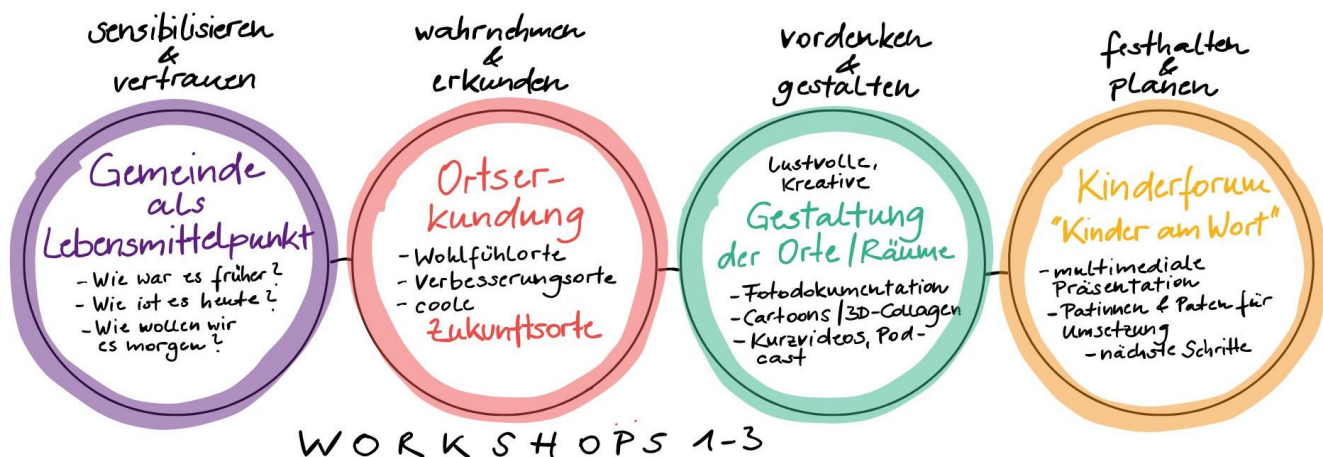 sensibilisieren
&
vertrauen
Gemeinde
als
Lebensmittelpunkt
- Wie war es früher?
- Wie ist es heute?
- Wie wollen wir
es morgen?
wahrnehmen
&
erkunden
Ortser-
kundung
- Wohlfühlorte
- Verbesserungsorte
- coole
Zukunftsorte
vordenken
&
gestalten
Lustvolle,
kreative
Gestaltung
der Orte/Räume
- Fotodokumentation
- Cartoons/3D-Collagen
- Kurzvideos, Pod-
cast
festhalten
&
planen
Kinderforum
"Kinder am Wort"
- multimediale
Präsentation
- Patinnen & Paten für
Umsetzung
- nächste Schritte
WORKSHOPS 1-3